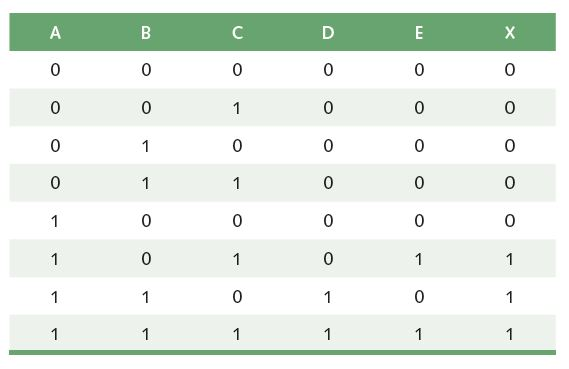 A B C D E X
0 0 0 0 0 0
0 0 1 0 0 0
0 1 0 0 0 0
0 1 1 0 0 0
1 0 0 0 0 0
1 0 1 0 1 1
1 1 0 1 0 1
1 1 1 1 1 1